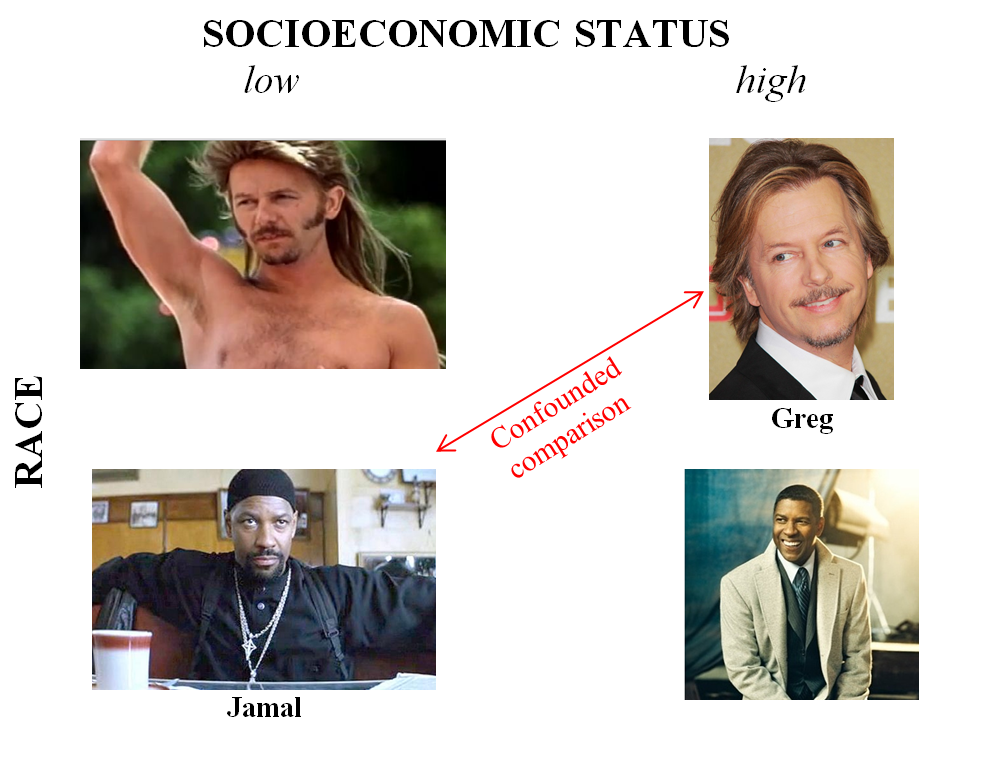 SOCIOECONOMIC STATUS
low
high
RACE
Confounded
comparison
Greg
Jamal